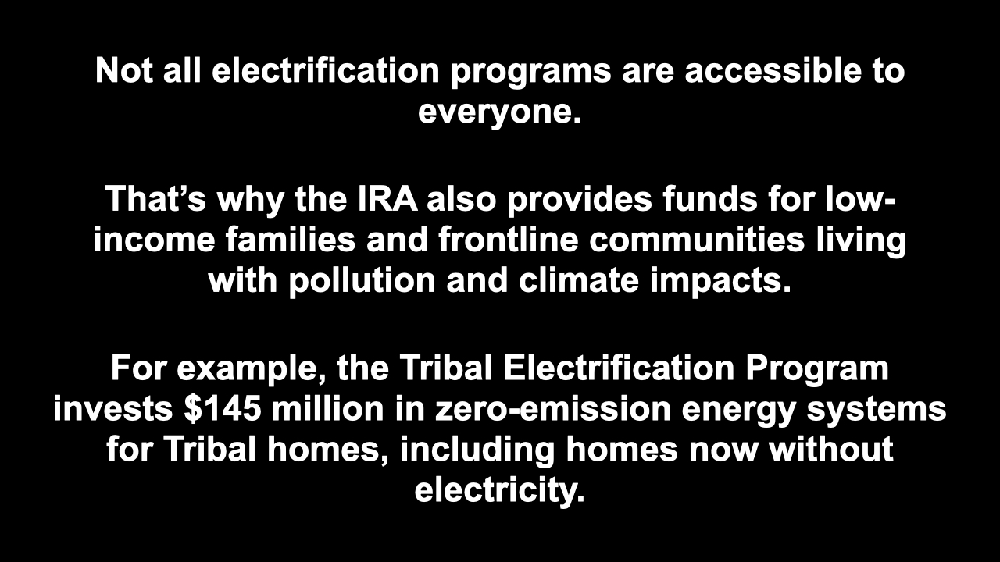 Not all electrification programs are accessible to
everyone.
That’s why the IRA also provides funds for low-
income families and frontline communities living
with pollution and climate impacts.
For example, the Tribal Electrification Program
invests $145 million in zero-emission energy systems
for Tribal homes, including homes now without
electricity.